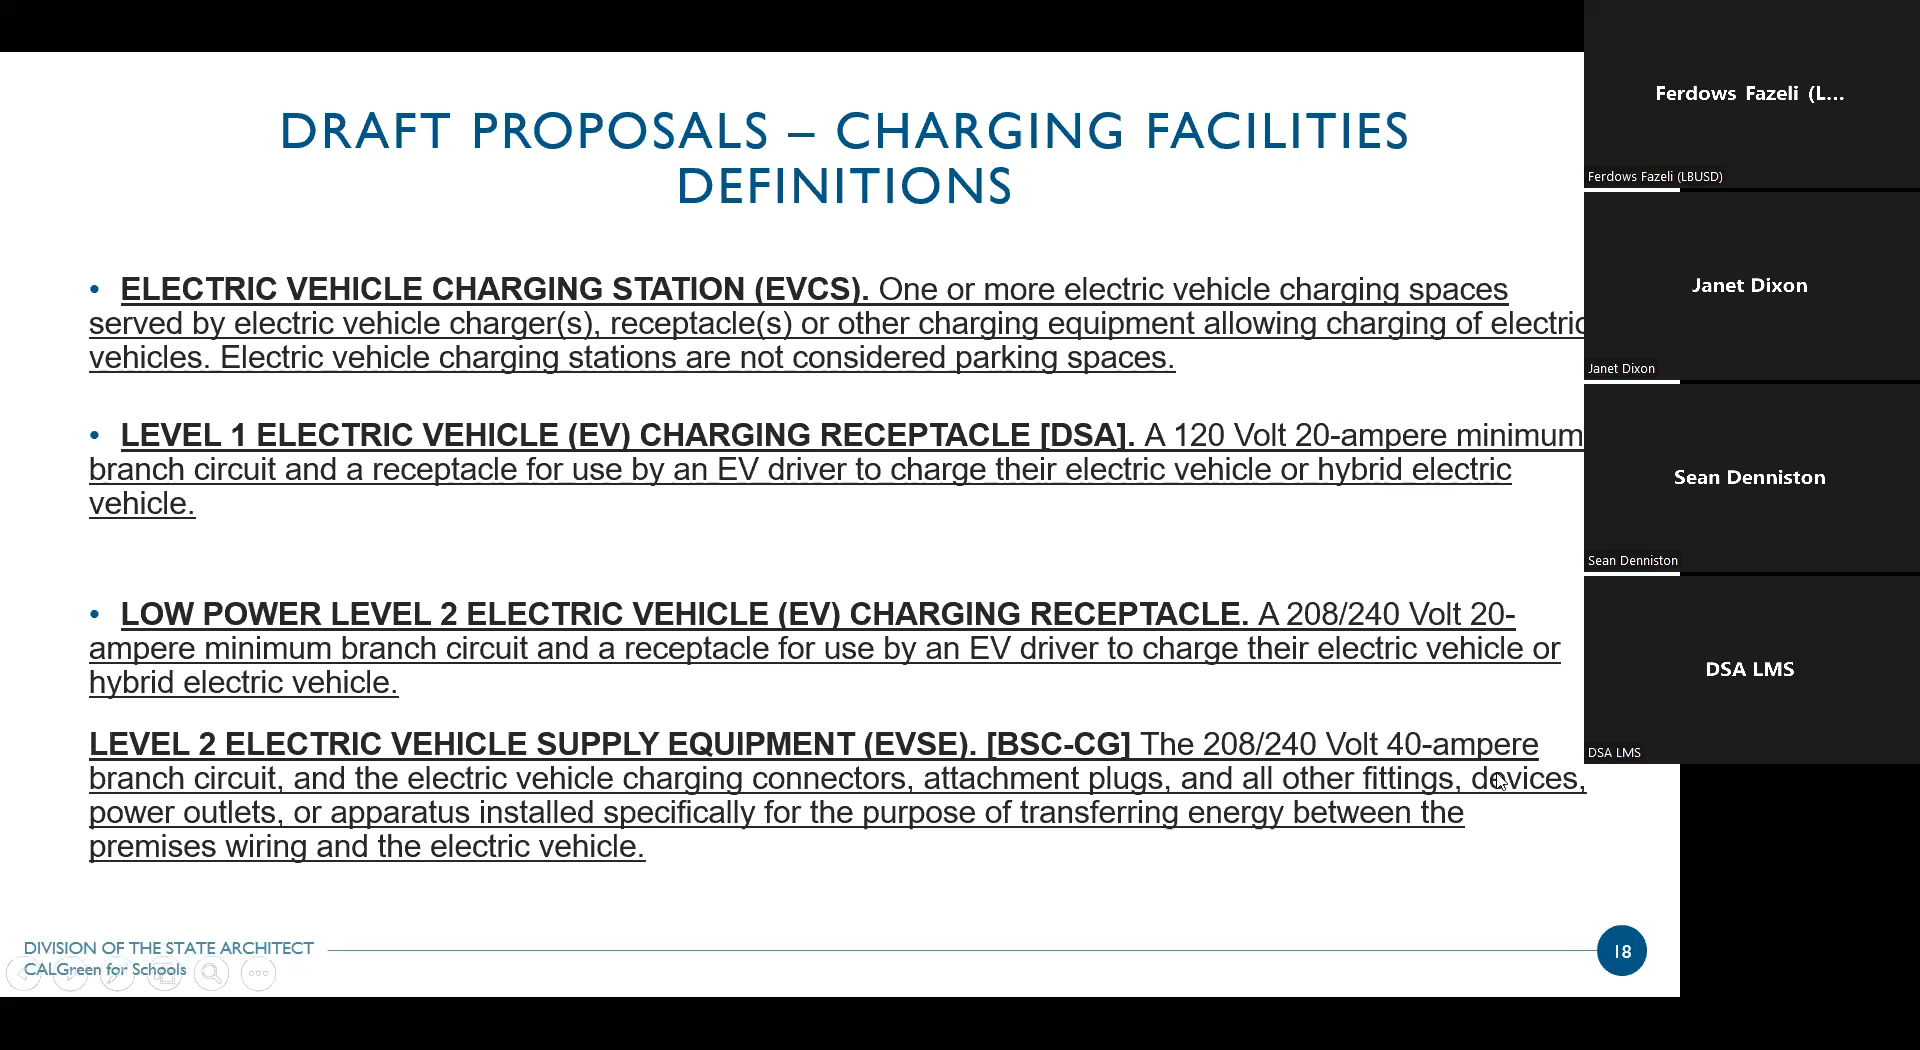 DRAFT PROPOSALS – CHARGING FACILITIES
DEFINITIONS
• ELECTRIC VEHICLE CHARGING STATION (EVCS). One or more electric vehicle charging spaces
served by electric vehicle charger(s), receptacle(s) or other charging equipment allowing charging of electric
vehicles. Electric vehicle charging stations are not considered parking spaces.
• LEVEL 1 ELECTRIC VEHICLE (EV) CHARGING RECEPTACLE [DSA]. A 120 Volt 20-ampere minimum
branch circuit and a receptacle for use by an EV driver to charge their electric vehicle or hybrid electric
vehicle.
• LOW POWER LEVEL 2 ELECTRIC VEHICLE (EV) CHARGING RECEPTACLE. A 208/240 Volt 20-
ampere minimum branch circuit and a receptacle for use by an EV driver to charge their electric vehicle or
hybrid electric vehicle.
LEVEL 2 ELECTRIC VEHICLE SUPPLY EQUIPMENT (EVSE). [BSC-CG] The 208/240 Volt 40-ampere
branch circuit, and the electric vehicle charging connectors, attachment plugs, and all other fittings, devices,
power outlets, or apparatus installed specifically for the purpose of transferring energy between the
premises wiring and the electric vehicle.
DIVISION OF THE STATE ARCHITECT
CALGreen for Schools
18
Ferdows Fazeli (L...
Ferdows Fazeli (LBUSD)
Janet Dixon
Janet Dixon
Sean Denniston
Sean Denniston
DSA LMS
DSA LMS